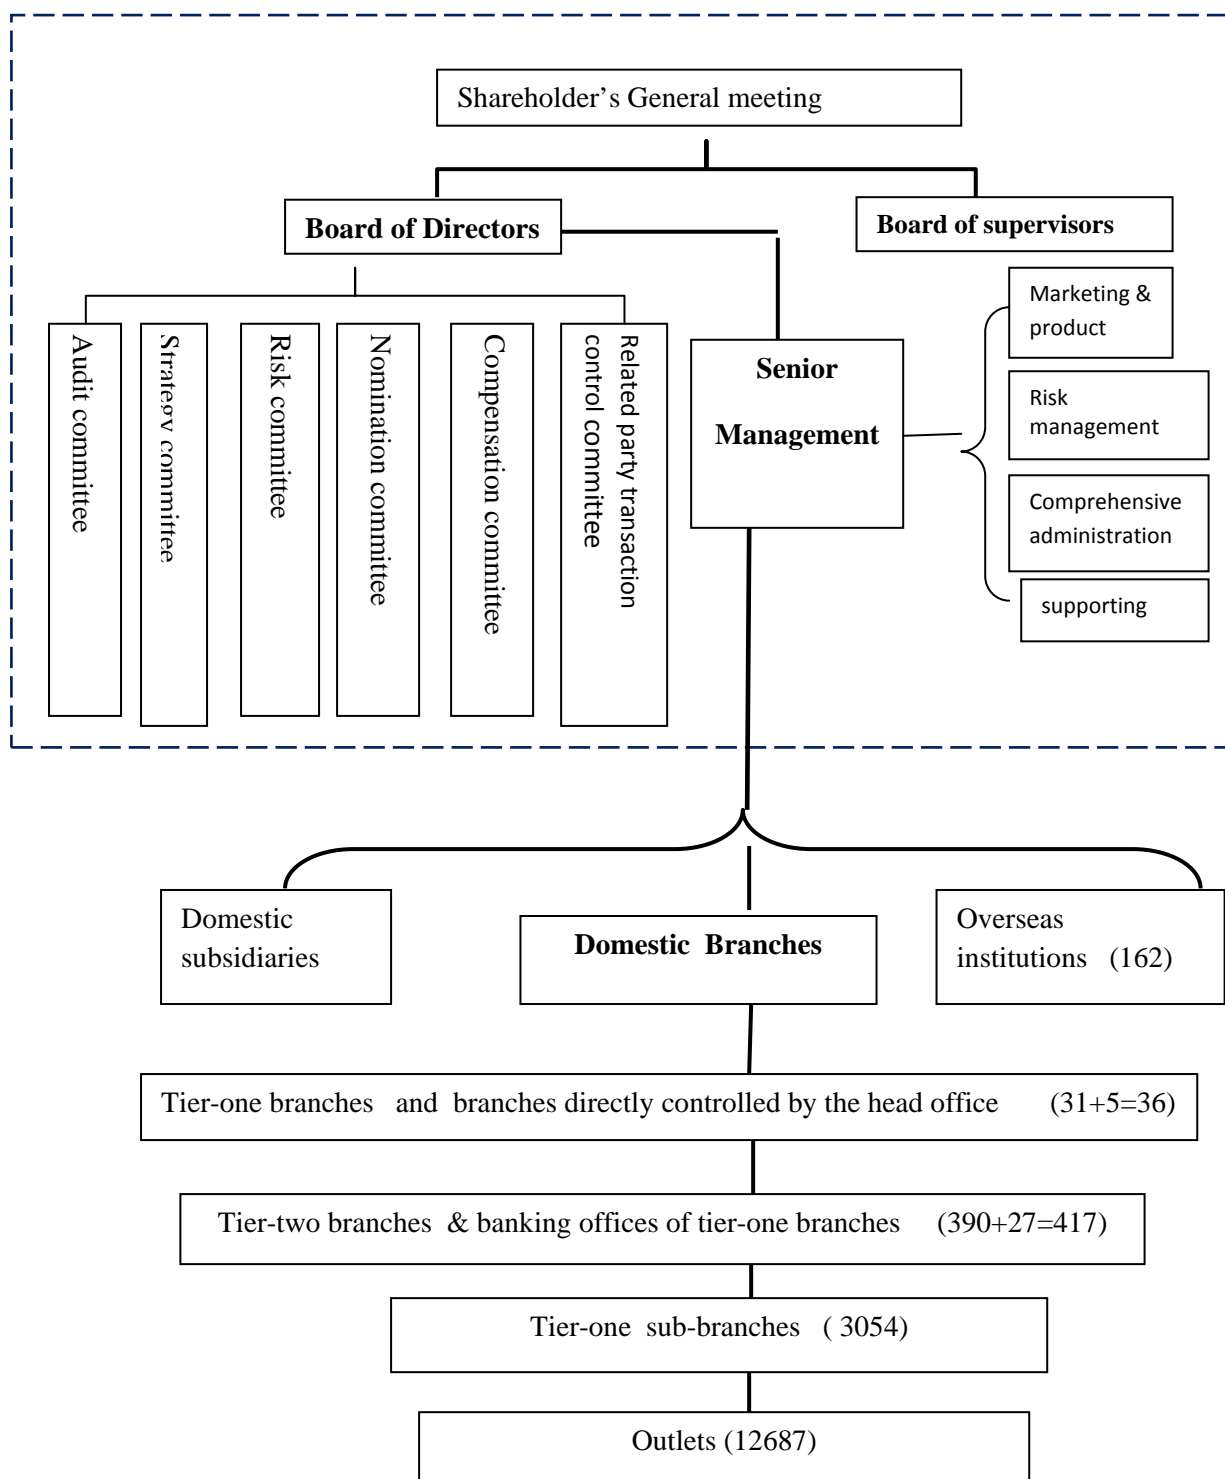 Shareholder’s General meeting
Board of Directors
Board of supervisors
Marketing &
product
Risk
management
Comprehensive
administration
supporting
Senior
Management
Audit committee
Strategy committee
Risk committee
Nomination committee
Compensation committee
Related party transaction
control committee
Domestic
subsidiaries
Domestic Branches
Overseas
institutions (162)
Tier-one branches and branches directly controlled by the head office (31+5=36)
Tier-two branches & banking offices of tier-one branches (390+27=417)
Tier-one sub-branches ( 3054)
Outlets (12687)